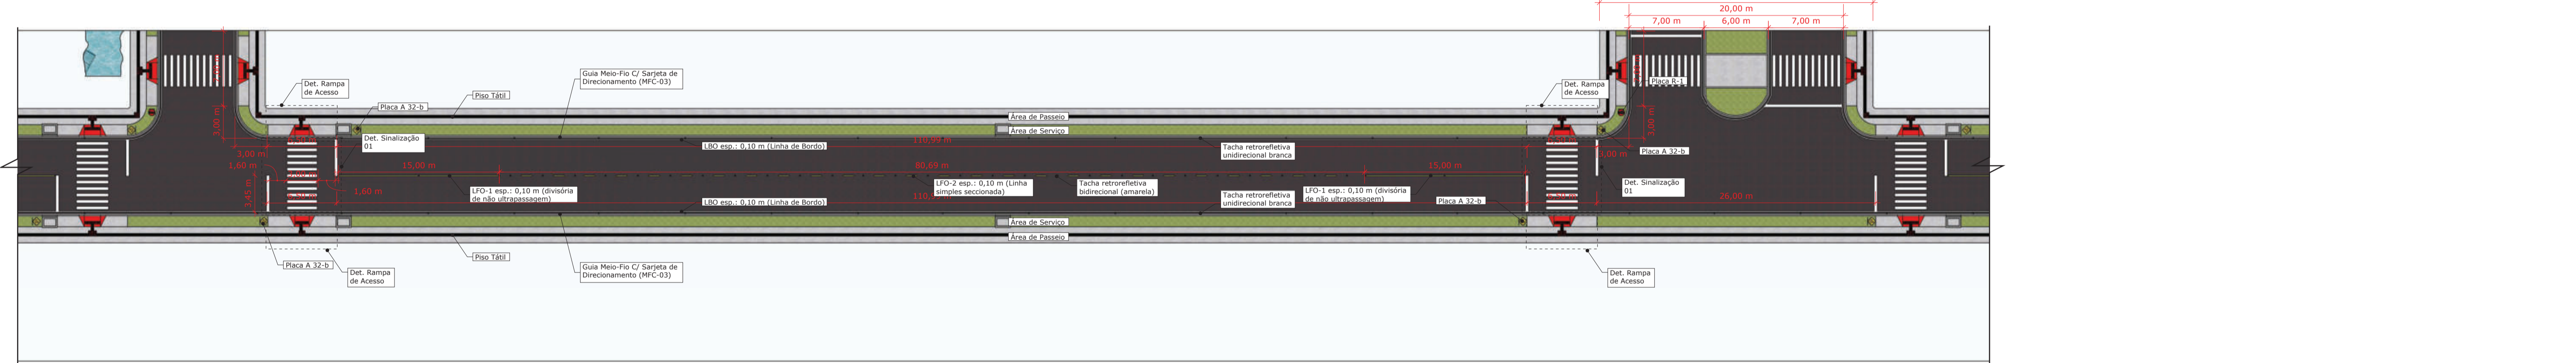 20,00 m
7,00 m
6,00 m
7,00 m
Guia Meio-Fio C/ Sarjeta de
Direcionamento (MFC-03)
Det. Rampa
de Acesso
Piso Tátil
Placa A 32-b
Det. Rampa
de Acesso
Placa R-1
3,00 m
3,00 m
Área de Passeio
Área de Serviço
Det. Sinalização
01
110,99 m
LBO esp.: 0,10 m (Linha de Bordo)
Tacha retrorefletiva
unidirecional branca
Placa A 32-b
3,00 m
3,00 m
1,60 m
15,00 m
80,69 m
15,00 m
3,45 m
1,60 m
LFO-1 esp.: 0,10 m (divisória
de não ultrapassagem)
LFO-2 esp.: 0,10 m (Linha
simples seccionada)
Tacha retrorefletiva
bidirecional (amarela)
Tacha retrorefletiva
unidirecional branca
LFO-1 esp.: 0,10 m (divisória
de não ultrapassagem)
Det. Sinalização
01
LBO esp.: 0,10 m (Linha de Bordo)
Placa A 32-b
26,00 m
Área de Serviço
Área de Passeio
Piso Tátil
Placa A 32-b
Det. Rampa
de Acesso
Guia Meio-Fio C/ Sarjeta de
Direcionamento (MFC-03)
Det. Rampa
de Acesso